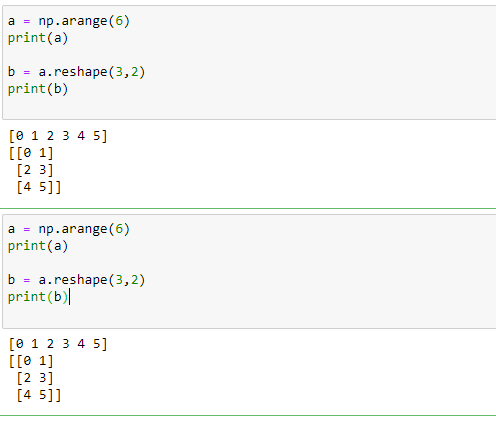 a = np.arange(6)
print(a)
b = a.reshape(3,2)
print(b)
[0 1 2 3 4 5]
[[0 1]
 [2 3]
 [4 5]]
a = np.arange(6)
print(a)
b = a.reshape(3,2)
print(b)
[0 1 2 3 4 5]
[[0 1]
 [2 3]
 [4 5]]